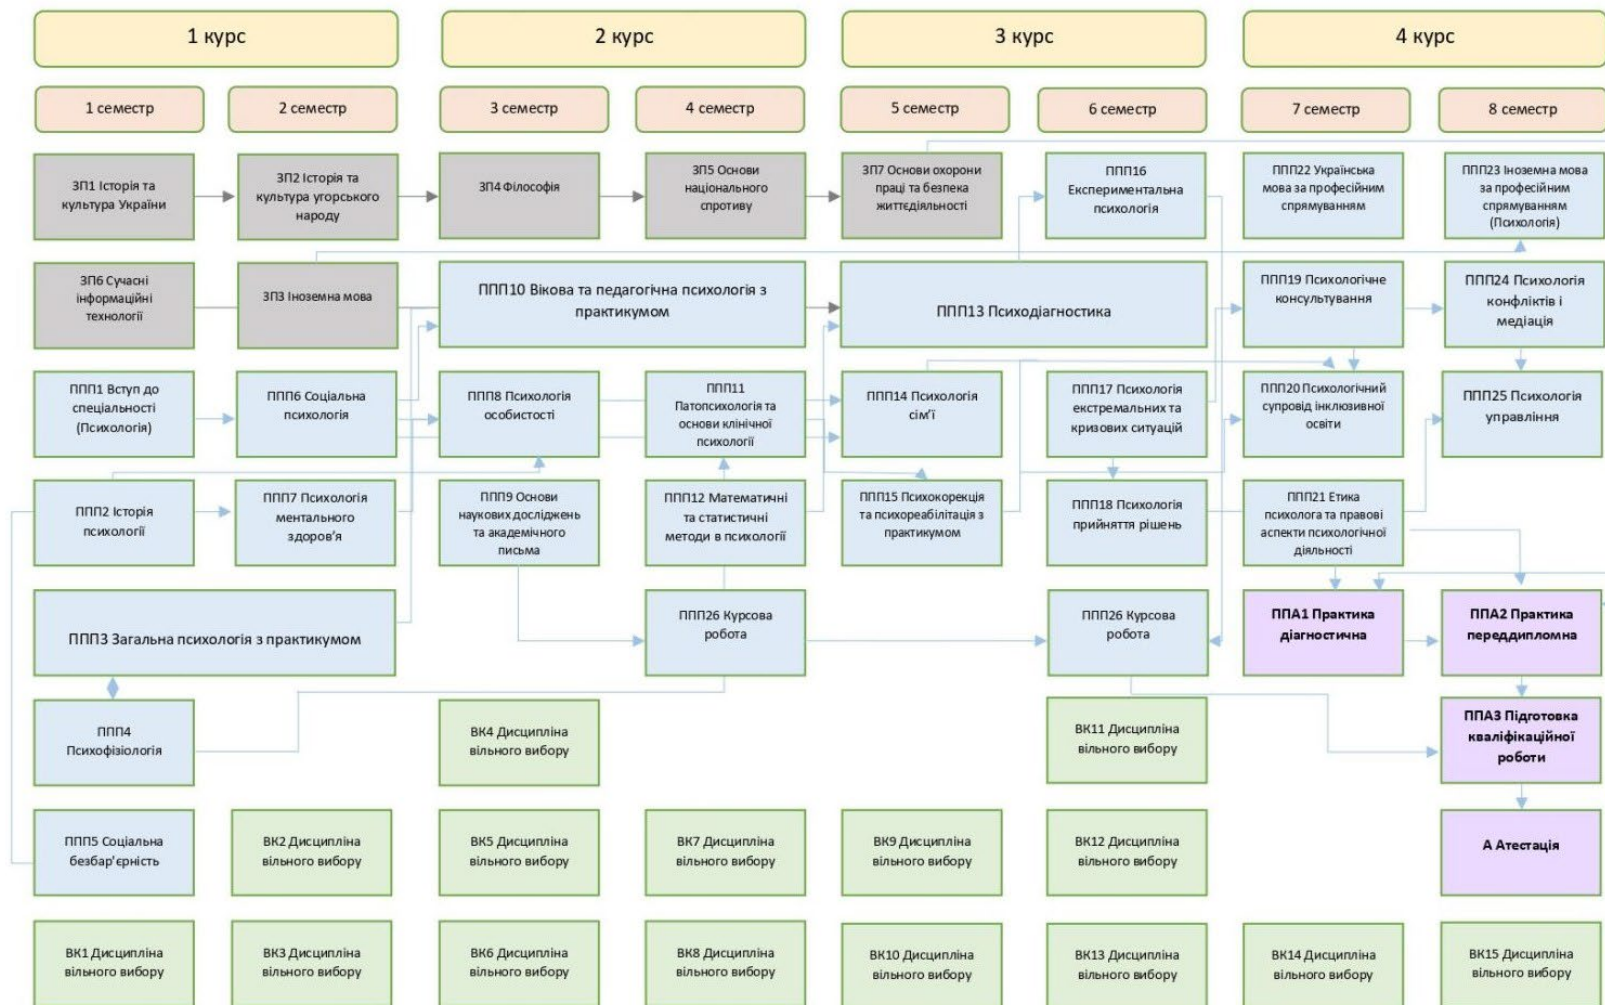 1 курс
2 курс
3 курс
4 курс
1 семестр
2 семестр
3 семестр
4 семестр
5 семестр
6 семестр
7 семестр
8 семестр
ЗП1 Історія та
культура України
ЗП2 Історія та
культура угорського
народу
ЗП4 Філософія
ЗП5 Основи
національного
спротиву
ЗП7 Основи охорони
праці та безпека
життєдіяльності
ППП16
Експериментальна
психологія
ППП22 Українська
мова за професійним
спрямуванням
ППП23 Іноземна мова
за професійним
спрямуванням
(Психологія)
ЗП6 Сучасні
інформаційні
технології
ЗП3 Іноземна мова
ППП10 Вікова та педагогічна психологія з
практикумом
ППП13 Психодіагностика
ППП19 Психологічне
консультування
ППП24 Психологія
конфліктів і
медіація
ППП1 Вступ до
спеціальності
(Психологія)
ППП6 Соціальна
психологія
ППП8 Психологія
особистості
ППП11
Патопсихологія та
основи клінічної
психології
ППП14 Психологія
сім’ї
ППП17 Психологія
екстремальних та
кризових ситуацій
ППП20 Психологічний
супровід інклюзивної
освіти
ППП25 Психологія
управління
ППП2 Історія
психології
ППП7 Психологія
ментального
здоров’я
ППП9 Основи
наукових досліджень
та академічного
письма
ППП12 Математичні
та статистичні
методи в психології
ППП15 Психокорекція
та психореабілітація з
практикумом
ППП18 Психологія
прийняття рішень
ППП21 Етика
психолога та правові
аспекти психологічної
діяльності
ППП3 Загальна психологія з практикумом
ППП26 Курсова
робота
ППП26 Курсова
робота
ППА1 Практика
діагностична
ППА2 Практика
переддипломна
ППП4
Психофізіологія
ВК4 Дисципліна
вільного вибору
ВК11 Дисципліна
вільного вибору
ППА3 Підготовка
кваліфікаційної
роботи
ППП5 Соціальна
безбар’єрність
ВК2 Дисципліна
вільного вибору
ВК5 Дисципліна
вільного вибору
ВК7 Дисципліна
вільного вибору
ВК9 Дисципліна
вільного вибору
ВК12 Дисципліна
вільного вибору
А Атестація
ВК1 Дисципліна
вільного вибору
ВК3 Дисципліна
вільного вибору
ВК6 Дисципліна
вільного вибору
ВК8 Дисципліна
вільного вибору
ВК10 Дисципліна
вільного вибору
ВК13 Дисципліна
вільного вибору
ВК14 Дисципліна
вільного вибору
ВК15 Дисципліна
вільного вибору